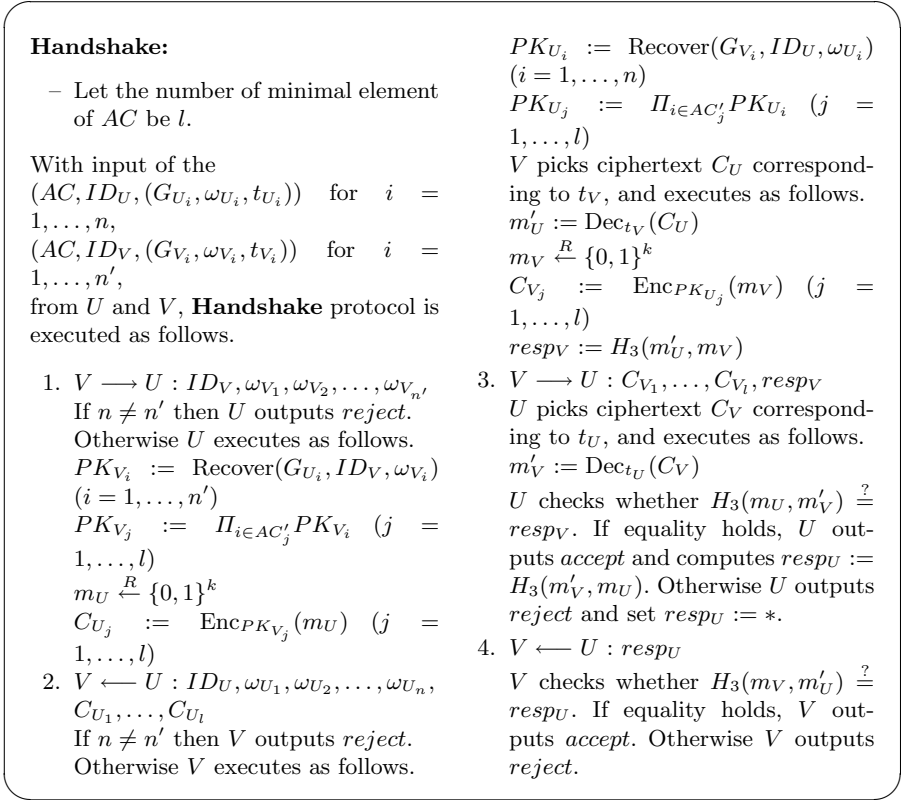 Handshake:
– Let the number of minimal element
of AC be l.
With input of the
(AC, ID_U, (G_{U_i}, ω_{U_i}, t_{U_i})) for i =
1, . . . , n,
(AC, ID_V, (G_{V_i}, ω_{V_i}, t_{V_i})) for i =
1, . . . , n′,
from U and V, Handshake protocol is
executed as follows.
1. V ⟶ U : ID_V, ω_{V_1}, ω_{V_2}, . . . , ω_{V_{n′}}
If n ≠ n′ then U outputs reject.
Otherwise U executes as follows.
PK_{V_i} := Recover(G_{U_i}, ID_V, ω_{V_i})
(i = 1, . . . , n′)
PK_{V_j} := Π_{i∈AC′_j} PK_{V_i} (j =
1, . . . , l)
m_U ←^R {0, 1}^k
C_{U_j} := Enc_{PK_{V_j}}(m_U) (j =
1, . . . , l)
2. V ⟵ U : ID_U, ω_{U_1}, ω_{U_2}, . . . , ω_{U_n},
C_{U_1}, . . . , C_{U_l}
If n ≠ n′ then V outputs reject.
Otherwise V executes as follows.
PK_{U_i} := Recover(G_{V_i}, ID_U, ω_{U_i})
(i = 1, . . . , n)
PK_{U_j} := Π_{i∈AC′_j} PK_{U_i} (j =
1, . . . , l)
V picks ciphertext C_U correspond-
ing to t_V, and executes as follows.
m′_U := Dec_{t_V}(C_U)
m_V ←^R {0, 1}^k
C_{V_j} := Enc_{PK_{U_j}}(m_V) (j =
1, . . . , l)
resp_V := H_3(m′_U, m_V)
3. V ⟶ U : C_{V_1}, . . . , C_{V_l}, resp_V
U picks ciphertext C_V correspond-
ing to t_U, and executes as follows.
m′_V := Dec_{t_U}(C_V)
U checks whether H_3(m_U, m′_V) ≟
resp_V. If equality holds, U out-
puts accept and computes resp_U :=
H_3(m′_V, m_U). Otherwise U outputs
reject and set resp_U := ∗.
4. V ⟵ U : resp_U
V checks whether H_3(m_V, m′_U) ≟
resp_U. If equality holds, V out-
puts accept. Otherwise V outputs
reject.